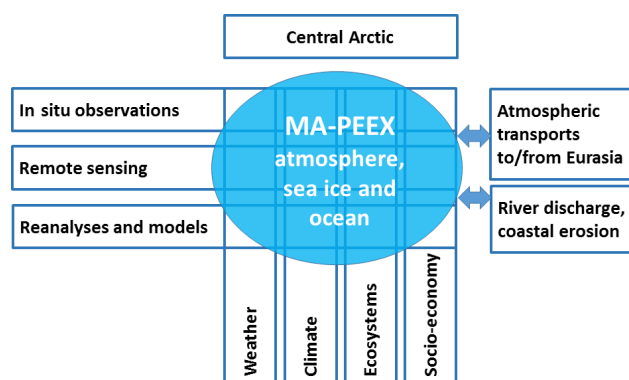 Central Arctic
In situ observations
Remote sensing
Reanalyses and models
MA-PEEX
atmosphere,
sea ice and
ocean
Atmospheric
transports
to/from Eurasia
River discharge,
coastal erosion
Weather
Climate
Ecosystems
Socio-economy